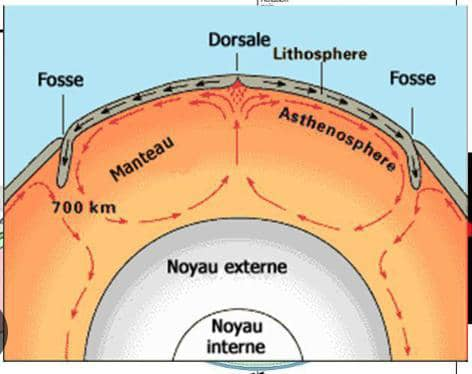 Dorsale
Lithosphere
Fosse
Fosse
Asthenosphere
Manteau
700 km
Noyau externe
Noyau
interne